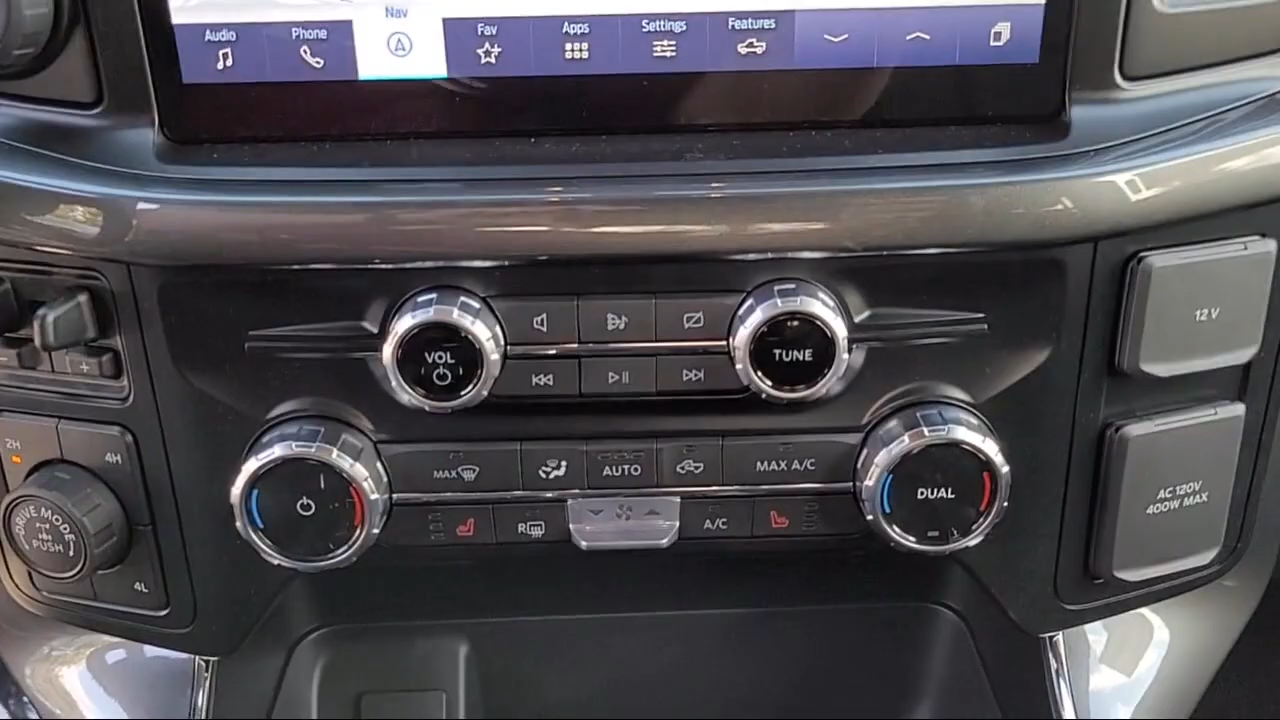 Audio
Phone
Nav
Fav
Apps
Settings
Features
VOL
TUNE
12 V
2H
4H
DRIVE MODE
PUSH
4L
MAX
AUTO
MAX A/C
R
A/C
DUAL
AC 120V
400W MAX